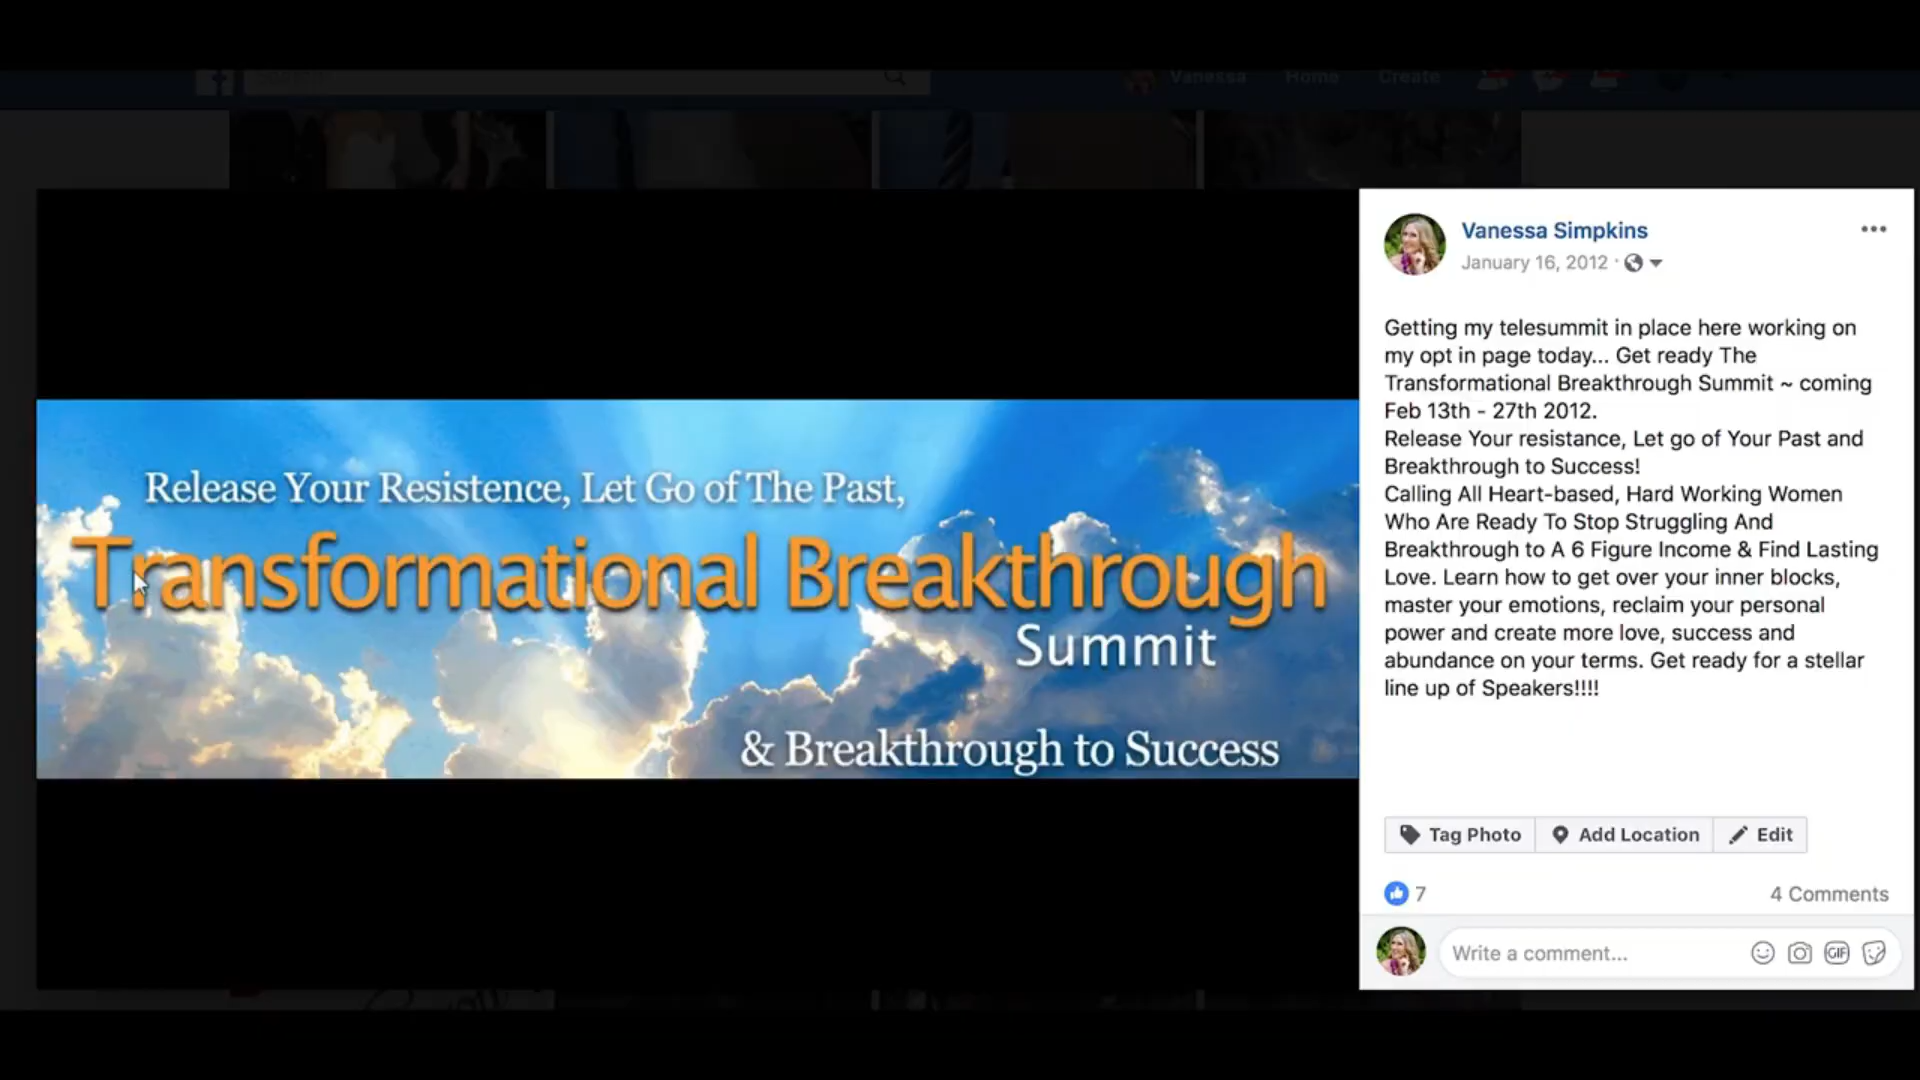 Vanessa
Home
Create
Release Your Resistence, Let Go of The Past,
Transformational Breakthrough
Summit
& Breakthrough to Success
Vanessa Simpkins
January 16, 2012 ·
Getting my telesummit in place here working on
my opt in page today... Get ready The
Transformational Breakthrough Summit ~ coming
Feb 13th - 27th 2012.
Release Your resistance, Let go of Your Past and
Breakthrough to Success!
Calling All Heart-based, Hard Working Women
Who Are Ready To Stop Struggling And
Breakthrough to A 6 Figure Income & Find Lasting
Love. Learn how to get over your inner blocks,
master your emotions, reclaim your personal
power and create more love, success and
abundance on your terms. Get ready for a stellar
line up of Speakers!!!!
Tag Photo
Add Location
Edit
7
4 Comments
Write a comment...
GIF